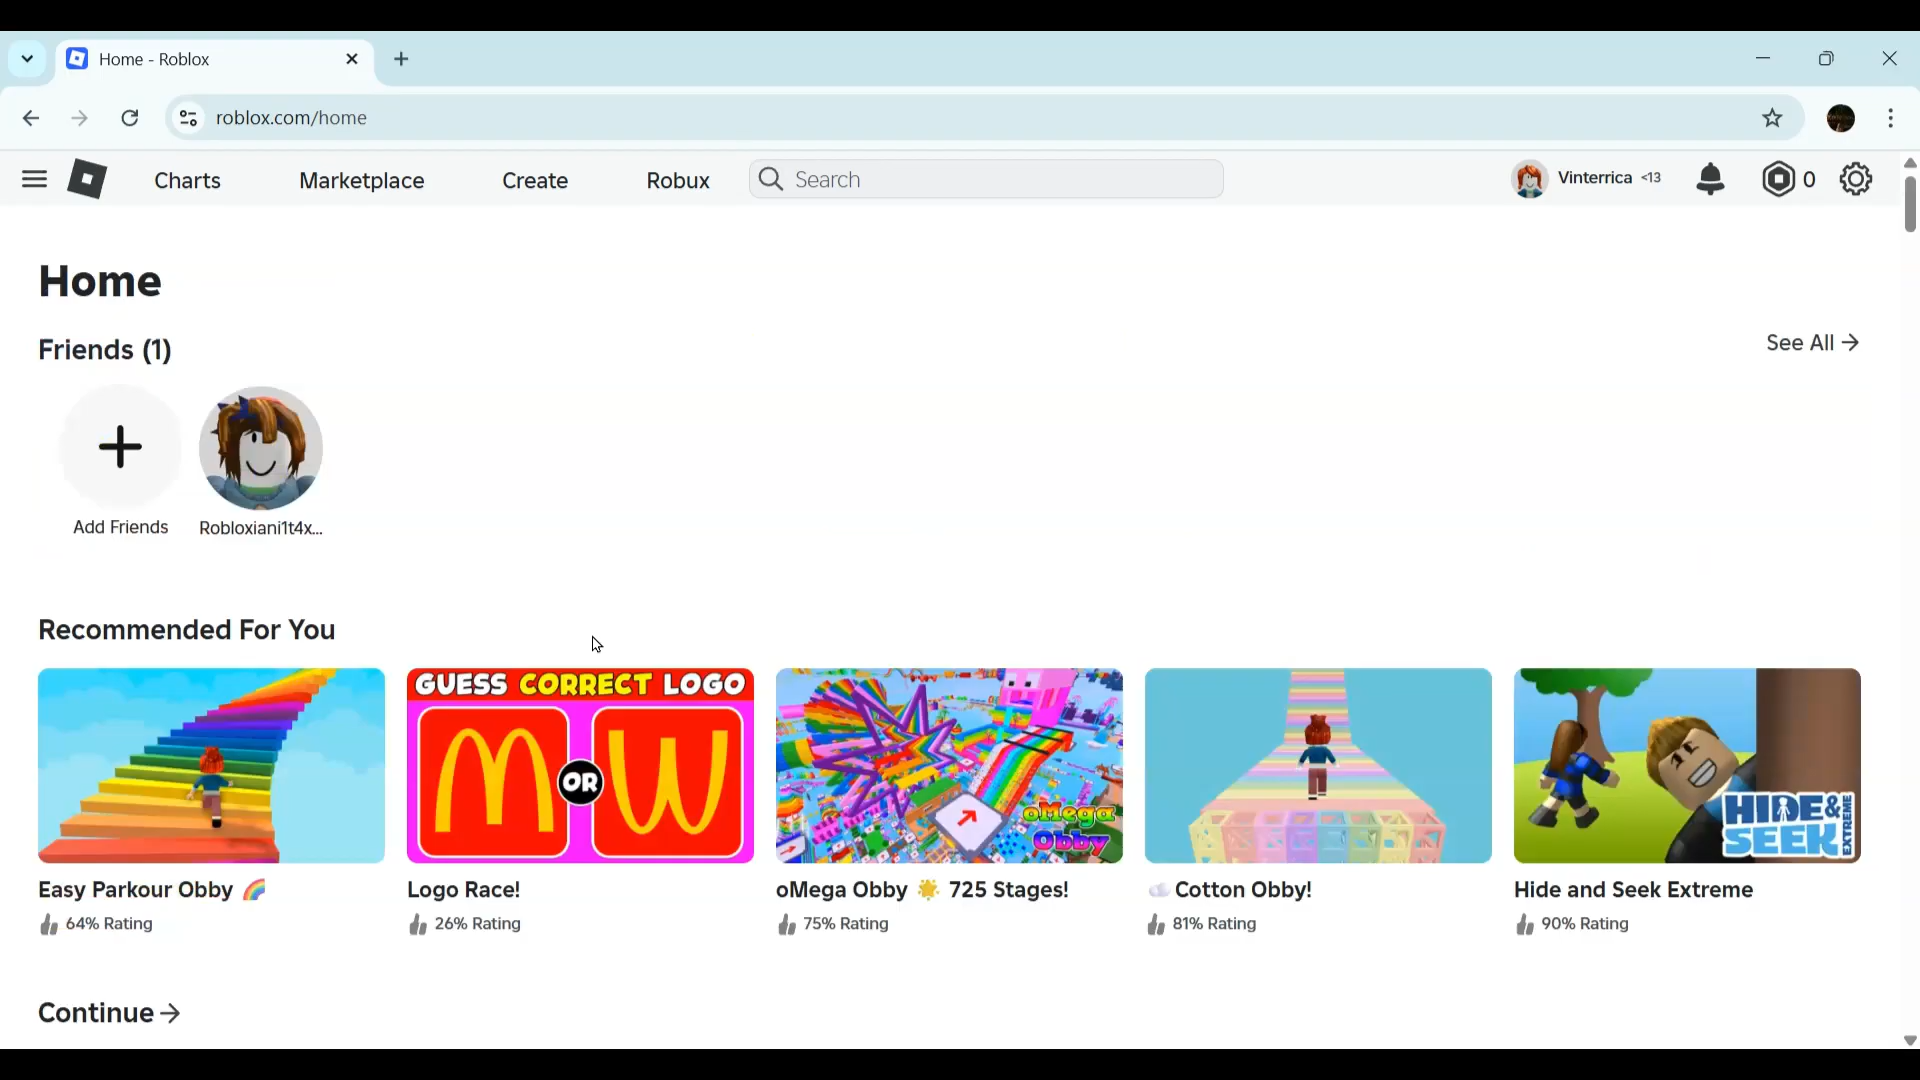 Home - Roblox
roblox.com/home
Charts Marketplace Create Robux Search Vinterrica <13 0
Home
Friends (1) See All
Add Friends Robloxiani1t4x...
Recommended For You
GUESS CORRECT LOGO
OR
oMega
Obby
HIDE&
SEEK EXTREME
Easy Parkour Obby Logo Race! oMega Obby 725 Stages! Cotton Obby! Hide and Seek Extreme
64% Rating 26% Rating 75% Rating 81% Rating 90% Rating
Continue